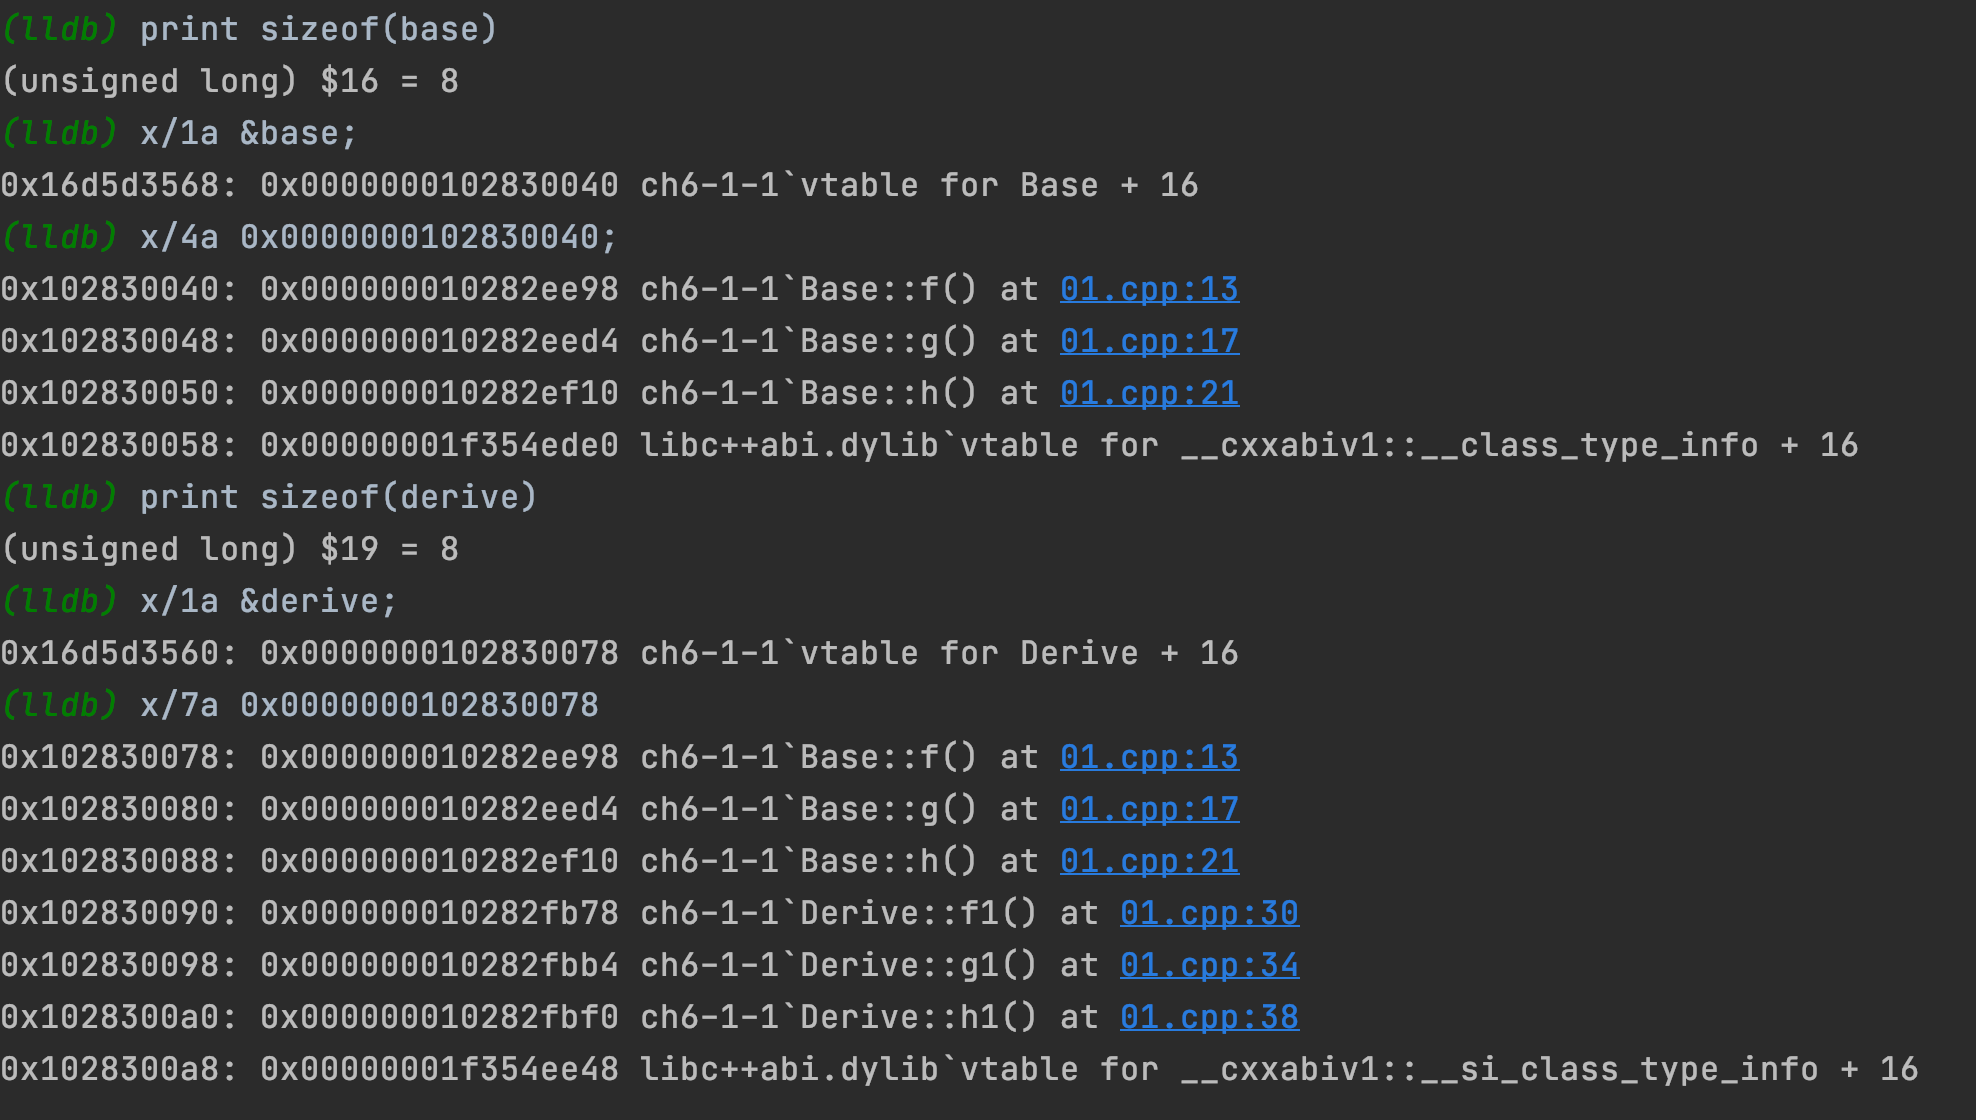 (lldb) print sizeof(base)
(unsigned long) $16 = 8
(lldb) x/1a &base;
0x16d5d3568: 0x0000000102830040 ch6-1-1`vtable for Base + 16
(lldb) x/4a 0x0000000102830040;
0x102830040: 0x000000010282ee98 ch6-1-1`Base::f() at 01.cpp:13
0x102830048: 0x000000010282eed4 ch6-1-1`Base::g() at 01.cpp:17
0x102830050: 0x000000010282ef10 ch6-1-1`Base::h() at 01.cpp:21
0x102830058: 0x00000001f354ede0 libc++abi.dylib`vtable for __cxxabiv1::__class_type_info + 16
(lldb) print sizeof(derive)
(unsigned long) $19 = 8
(lldb) x/1a &derive;
0x16d5d3560: 0x0000000102830078 ch6-1-1`vtable for Derive + 16
(lldb) x/7a 0x0000000102830078
0x102830078: 0x000000010282ee98 ch6-1-1`Base::f() at 01.cpp:13
0x102830080: 0x000000010282eed4 ch6-1-1`Base::g() at 01.cpp:17
0x102830088: 0x000000010282ef10 ch6-1-1`Base::h() at 01.cpp:21
0x102830090: 0x000000010282fb78 ch6-1-1`Derive::f1() at 01.cpp:30
0x102830098: 0x000000010282fbb4 ch6-1-1`Derive::g1() at 01.cpp:34
0x1028300a0: 0x000000010282fbf0 ch6-1-1`Derive::h1() at 01.cpp:38
0x1028300a8: 0x00000001f354ee48 libc++abi.dylib`vtable for __cxxabiv1::__si_class_type_info + 16